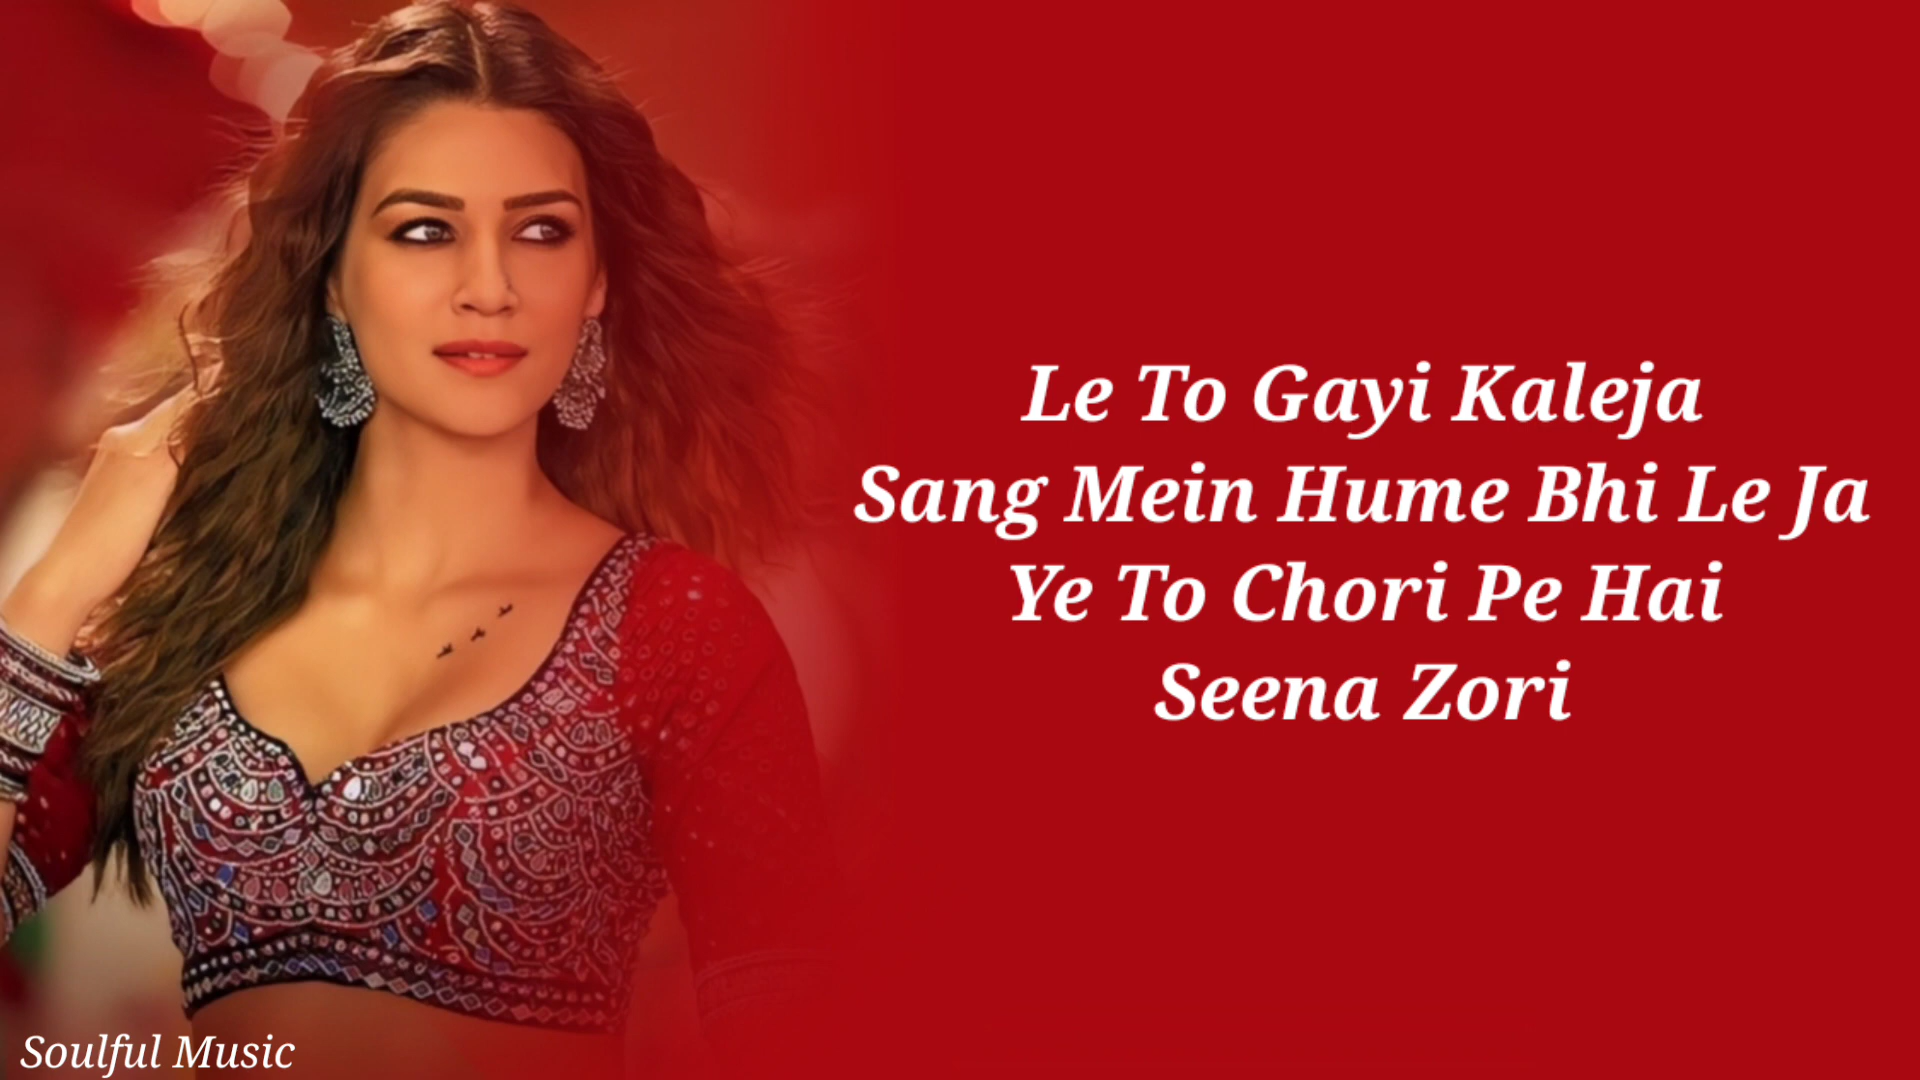 Le To Gayi Kaleja
Sang Mein Hume Bhi Le Ja
Ye To Chori Pe Hai
Seena Zori
Soulful Music